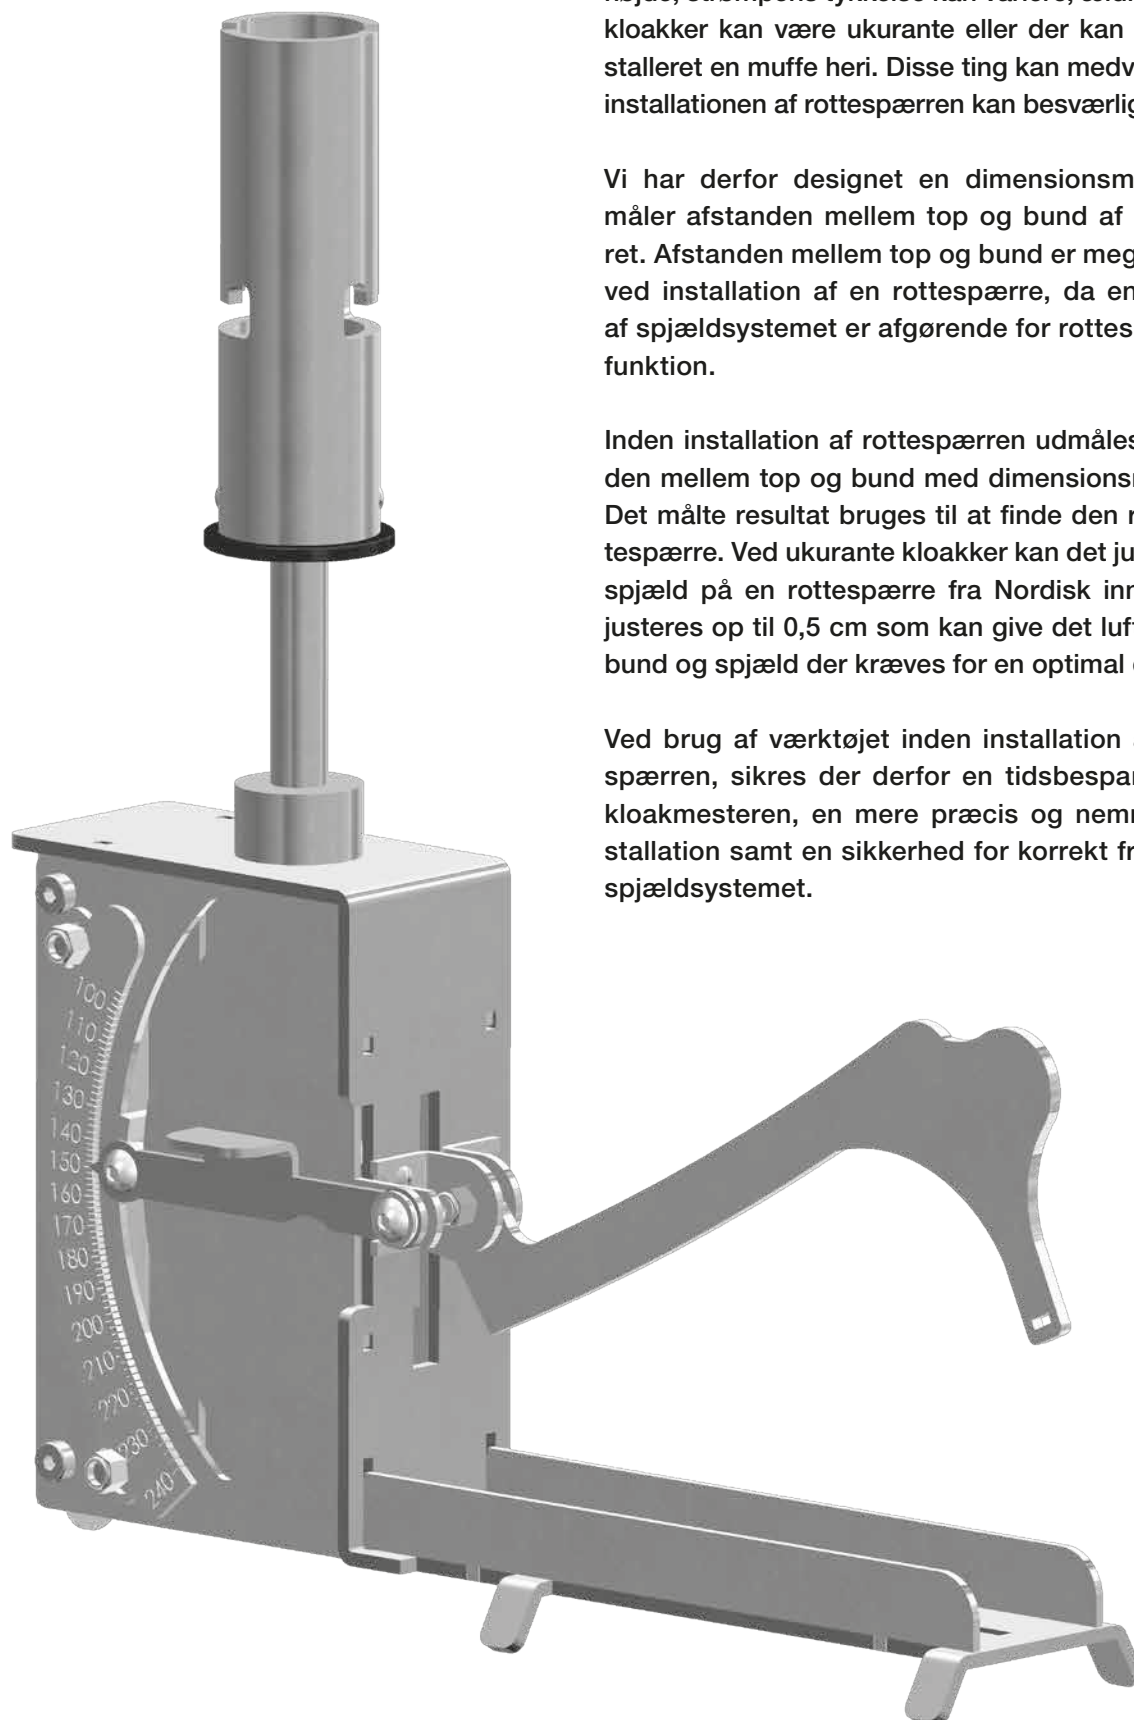 kloakker kan være ukurante eller der kan
stalleret en muffe heri. Disse ting kan medv
installationen af rottespærren kan besværlig
Vi har derfor designet en dimensionsm
måler afstanden mellem top og bund af
ret. Afstanden mellem top og bund er meg
ved installation af en rottespærre, da en
af spjældsystemet er afgørende for rottes
funktion.
Inden installation af rottespærren udmåles
den mellem top og bund med dimensions
Det målte resultat bruges til at finde den
tespærre. Ved ukurante kloakker kan det ju
spjæld på en rottespærre fra Nordisk inn
justeres op til 0,5 cm som kan give det luft
bund og spjæld der kræves for en optimal
Ved brug af værktøjet inden installation
spærren, sikres der derfor en tidsbespar
kloakmesteren, en mere præcis og nem
stallation samt en sikkerhed for korrekt fr
spjældsystemet.
100
110
120
130
140
150
160
170
180
190
200
210
220
230
240